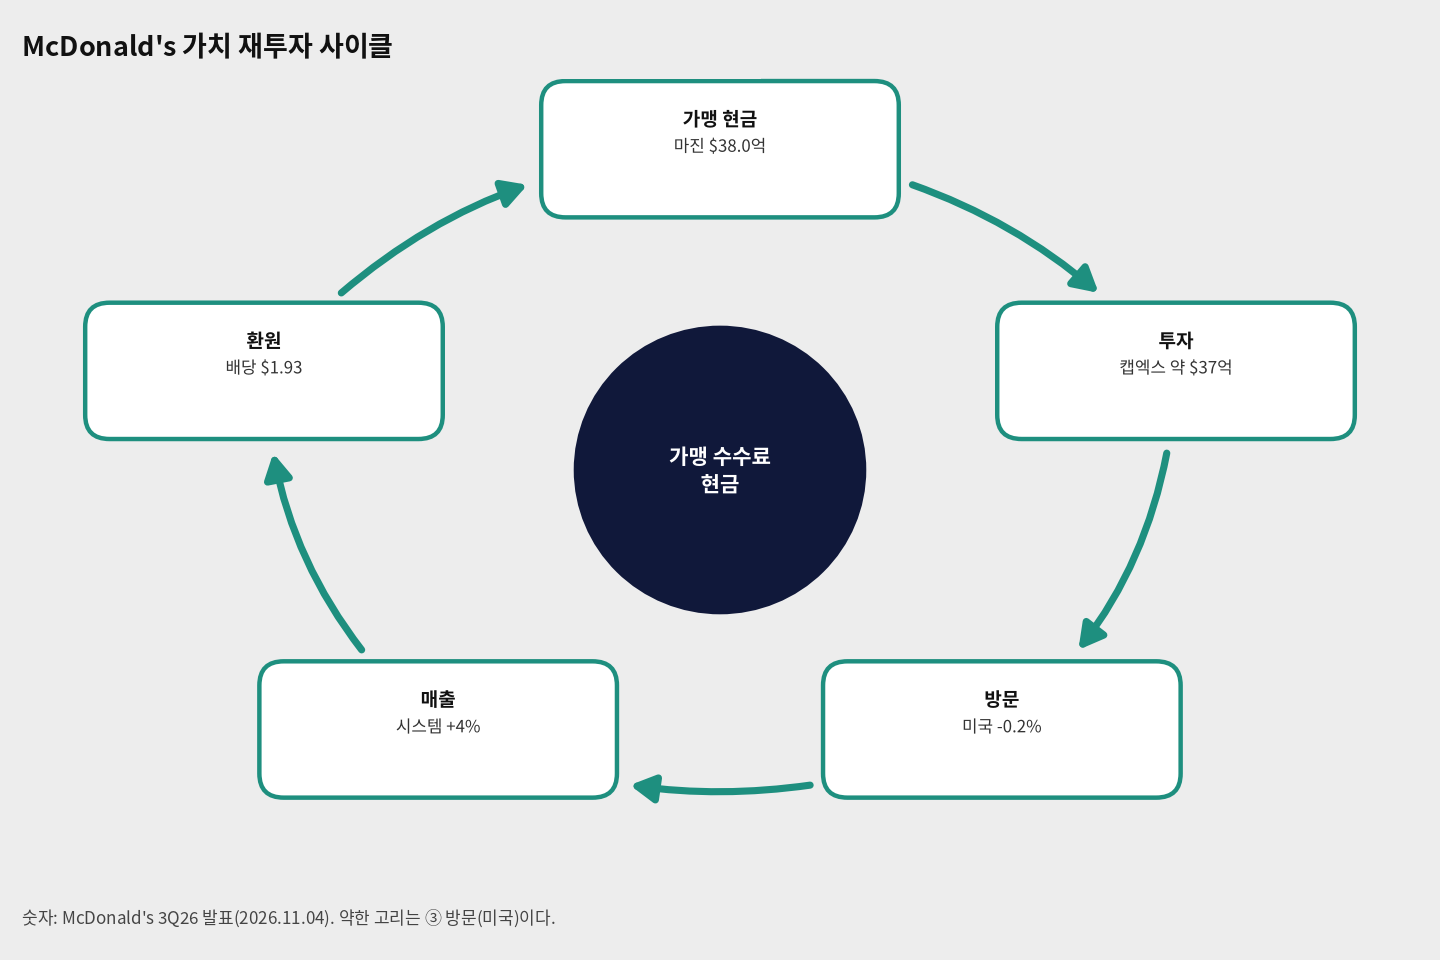 McDonald's 가치 재투자 사이클
가맹 현금
마진 $38.0억
환원
배당 $1.93
투자
캡엑스 약 $37억
가맹 수수료
현금
매출
시스템 +4%
방문
미국 -0.2%
숫자: McDonald's 3Q26 발표(2026.11.04). 약한 고리는 ③ 방문(미국)이다.